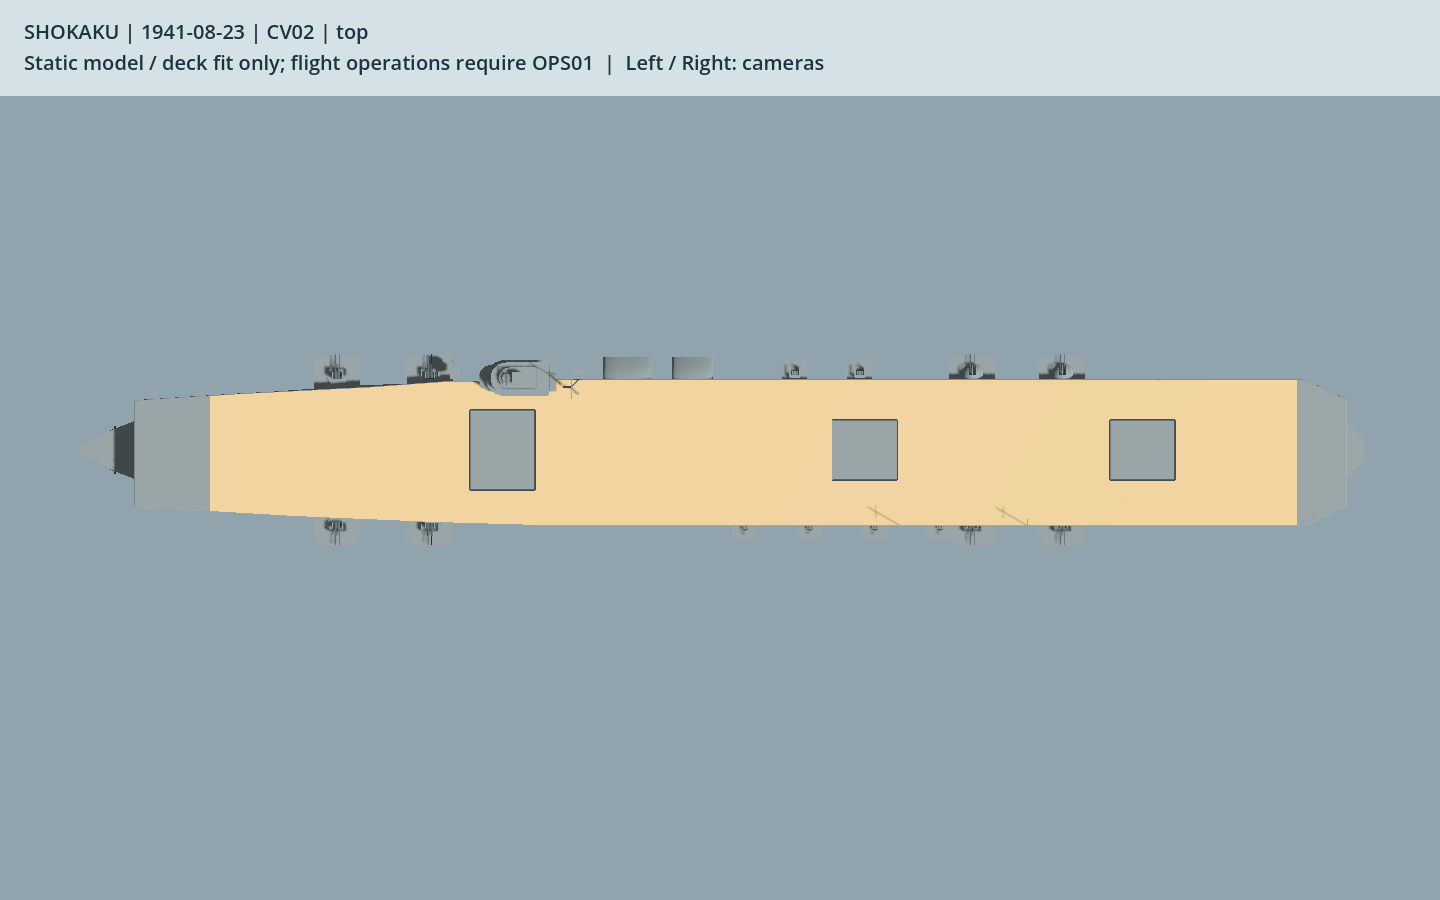 SHOKAKU | 1941-08-23 | CV02 | top
Static model / deck fit only; flight operations require OPS01 | Left / Right: cameras